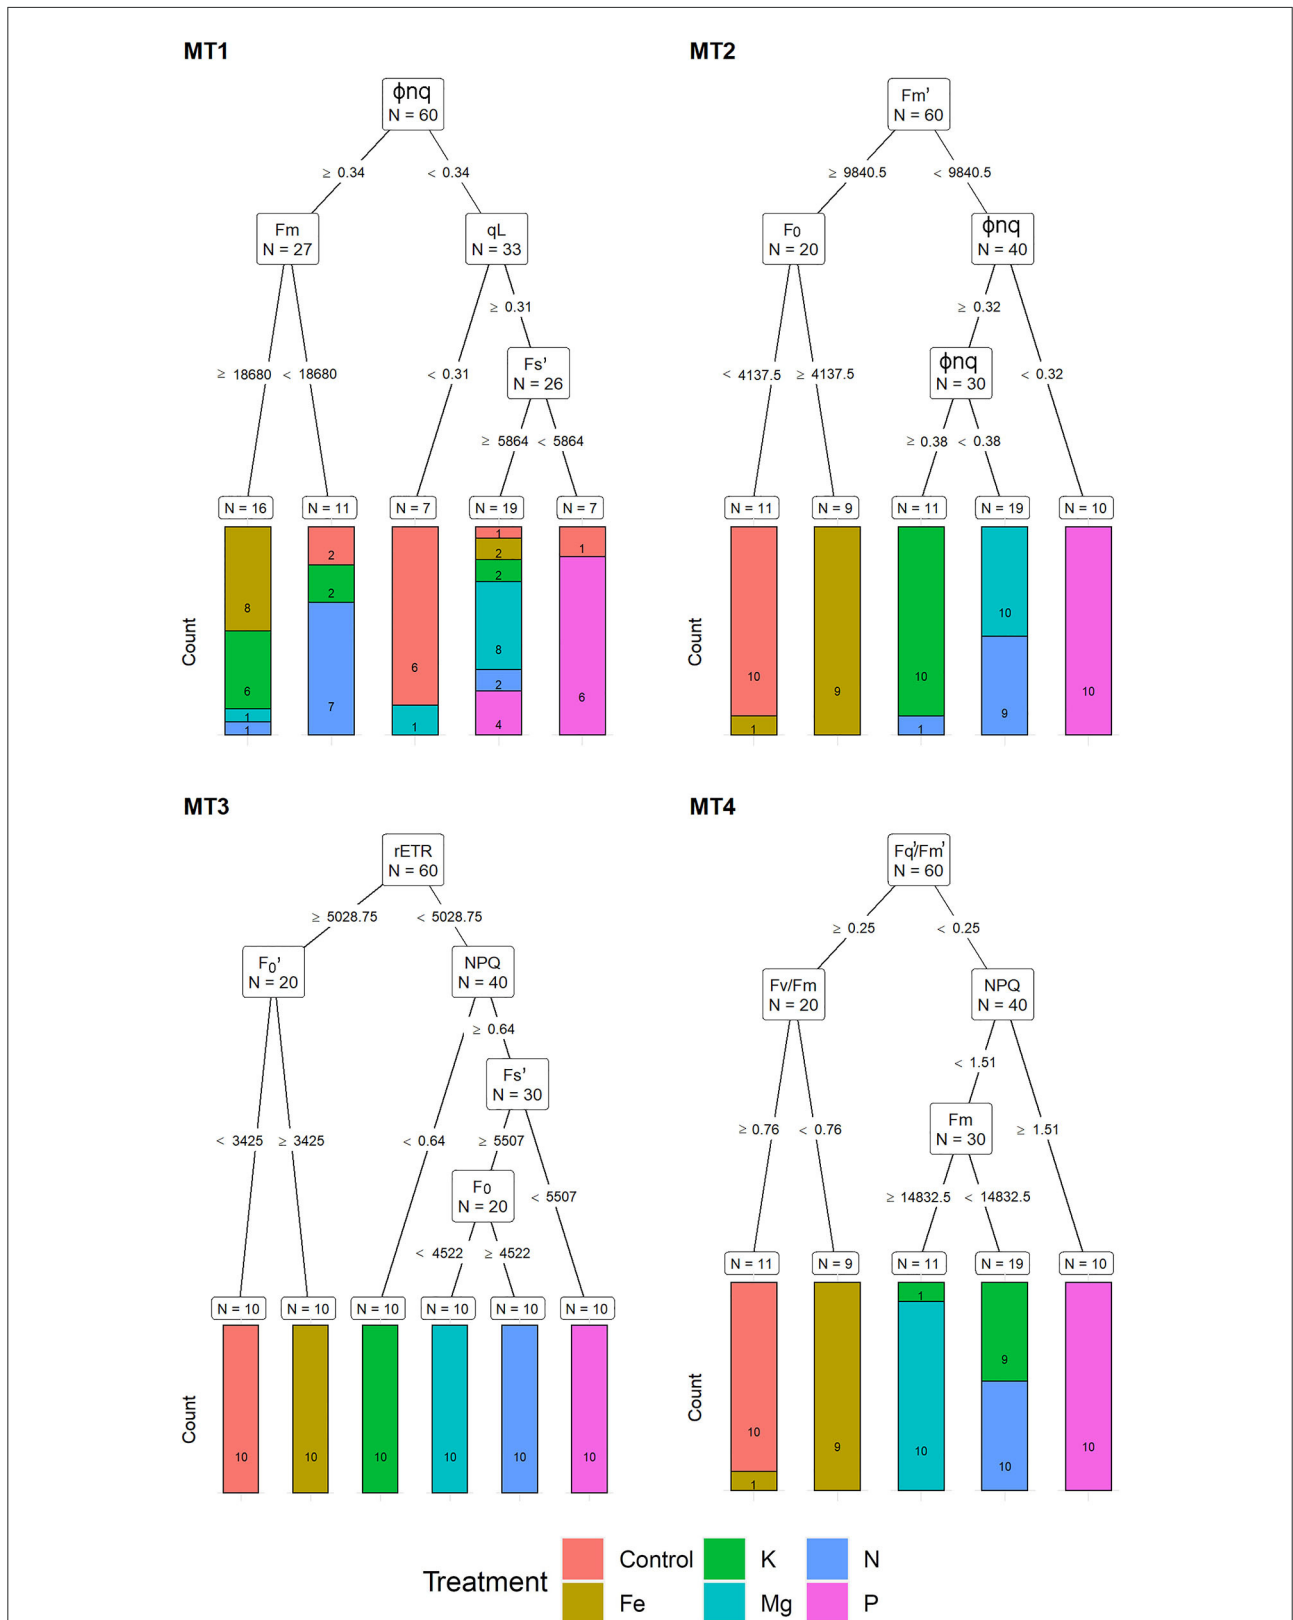 MT1
ϕnq
N = 60
≥ 0.34
< 0.34
Fm
N = 27
qL
N = 33
≥ 0.31
Fs'
N = 26
≥ 18680
< 18680
< 0.31
≥ 5864
< 5864
N = 16
N = 11
N = 7
N = 19
N = 7
Count
8
6
1
1
2
2
7
6
1
1
2
2
8
2
4
1
6
MT2
Fm'
N = 60
≥ 9840.5
< 9840.5
F0
N = 20
ϕnq
N = 40
≥ 0.32
ϕnq
N = 30
< 4137.5
≥ 4137.5
< 0.32
≥ 0.38
< 0.38
N = 11
N = 9
N = 11
N = 19
N = 10
Count
10
1
9
10
1
10
9
10
MT3
rETR
N = 60
≥ 5028.75
< 5028.75
F0'
N = 20
NPQ
N = 40
≥ 0.64
Fs'
N = 30
< 3425
≥ 3425
< 0.64
≥ 5507
F0
N = 20
< 5507
< 4522
≥ 4522
N = 10
N = 10
N = 10
N = 10
N = 10
N = 10
Count
10
10
10
10
10
10
MT4
Fq'/Fm'
N = 60
≥ 0.25
< 0.25
Fv/Fm
N = 20
NPQ
N = 40
< 1.51
Fm
N = 30
≥ 0.76
< 0.76
≥ 1.51
≥ 14832.5
< 14832.5
N = 11
N = 9
N = 11
N = 19
N = 10
Count
10
1
9
1
10
9
10
10
Treatment
Control
K
N
Fe
Mg
P